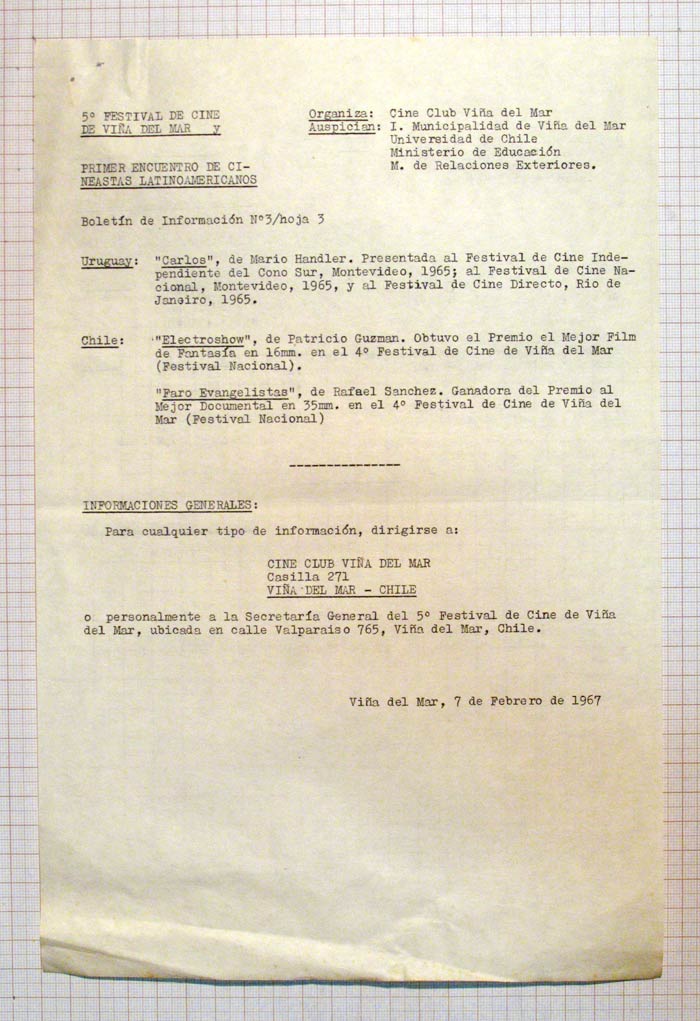 5º FESTIVAL DE CINE
DE VIÑA DEL MAR y
PRIMER ENCUENTRO DE CI-
NEASTAS LATINOAMERICANOS
Organiza: Cine Club Viña del Mar
Auspician: I. Municipalidad de Viña del Mar
Universidad de Chile
Ministerio de Educación
M. de Relaciones Exteriores.
Boletín de Información Nº3/hoja 3
Uruguay: "Carlos", de Mario Handler. Presentada al Festival de Cine Inde-
pendiente del Cono Sur, Montevideo, 1965; al Festival de Cine Na-
cional, Montevideo, 1965, y al Festival de Cine Directo, Rio de
Janeiro, 1965.
Chile: "Electroshow", de Patricio Guzman. Obtuvo el Premio el Mejor Film
de Fantasía en 16mm. en el 4º Festival de Cine de Viña del Mar
(Festival Nacional).
"Faro Evangelistas", de Rafael Sanchez. Ganadora del Premio al
Mejor Documental en 35mm. en el 4º Festival de Cine de Viña del
Mar (Festival Nacional)
---------------
INFORMACIONES GENERALES:
Para cualquier tipo de información, dirigirse a:
CINE CLUB VIÑA DEL MAR
Casilla 271
VIÑA DEL MAR - CHILE
o personalmente a la Secretaría General del 5º Festival de Cine de Viña
del Mar, ubicada en calle Valparaiso 765, Viña del Mar, Chile.
Viña del Mar, 7 de Febrero de 1967